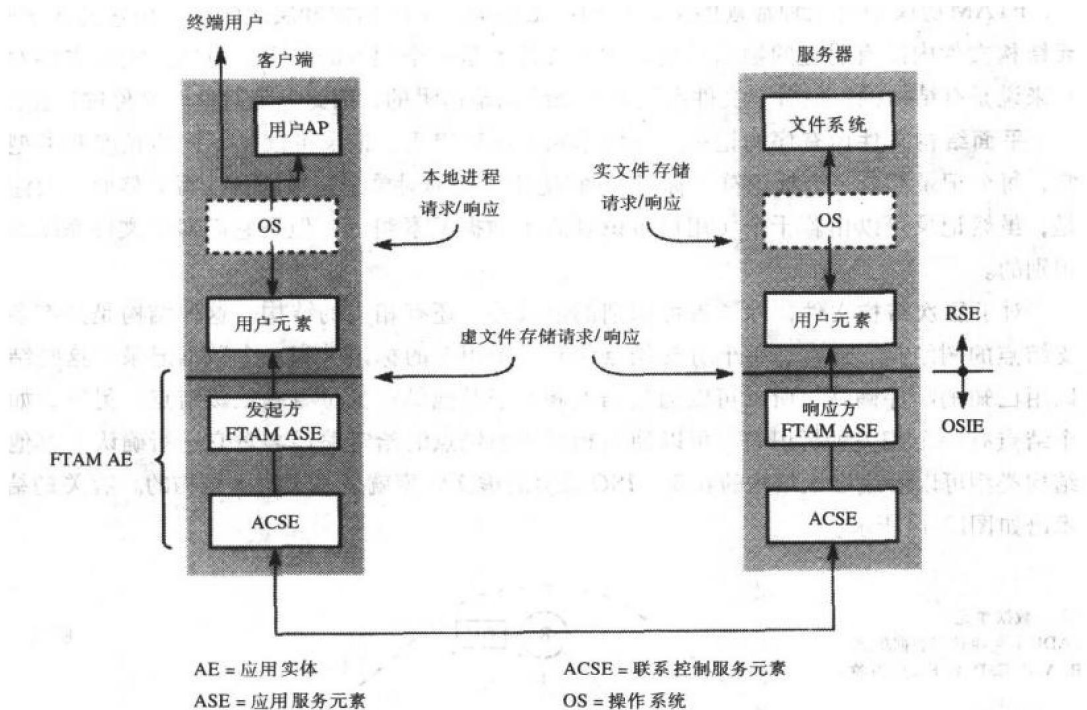 终端用户
客户端
服务器
用户AP
文件系统
本地进程
请求/响应
实文件存储
请求/响应
OS
OS
用户元素
用户元素
虚文件存储请求/响应
RSE
OSIE
发起方
FTAM ASE
响应方
FTAM ASE
FTAM AE
ACSE
ACSE
AE = 应用实体
ACSE = 联系控制服务元素
ASE = 应用服务元素
OS = 操作系统